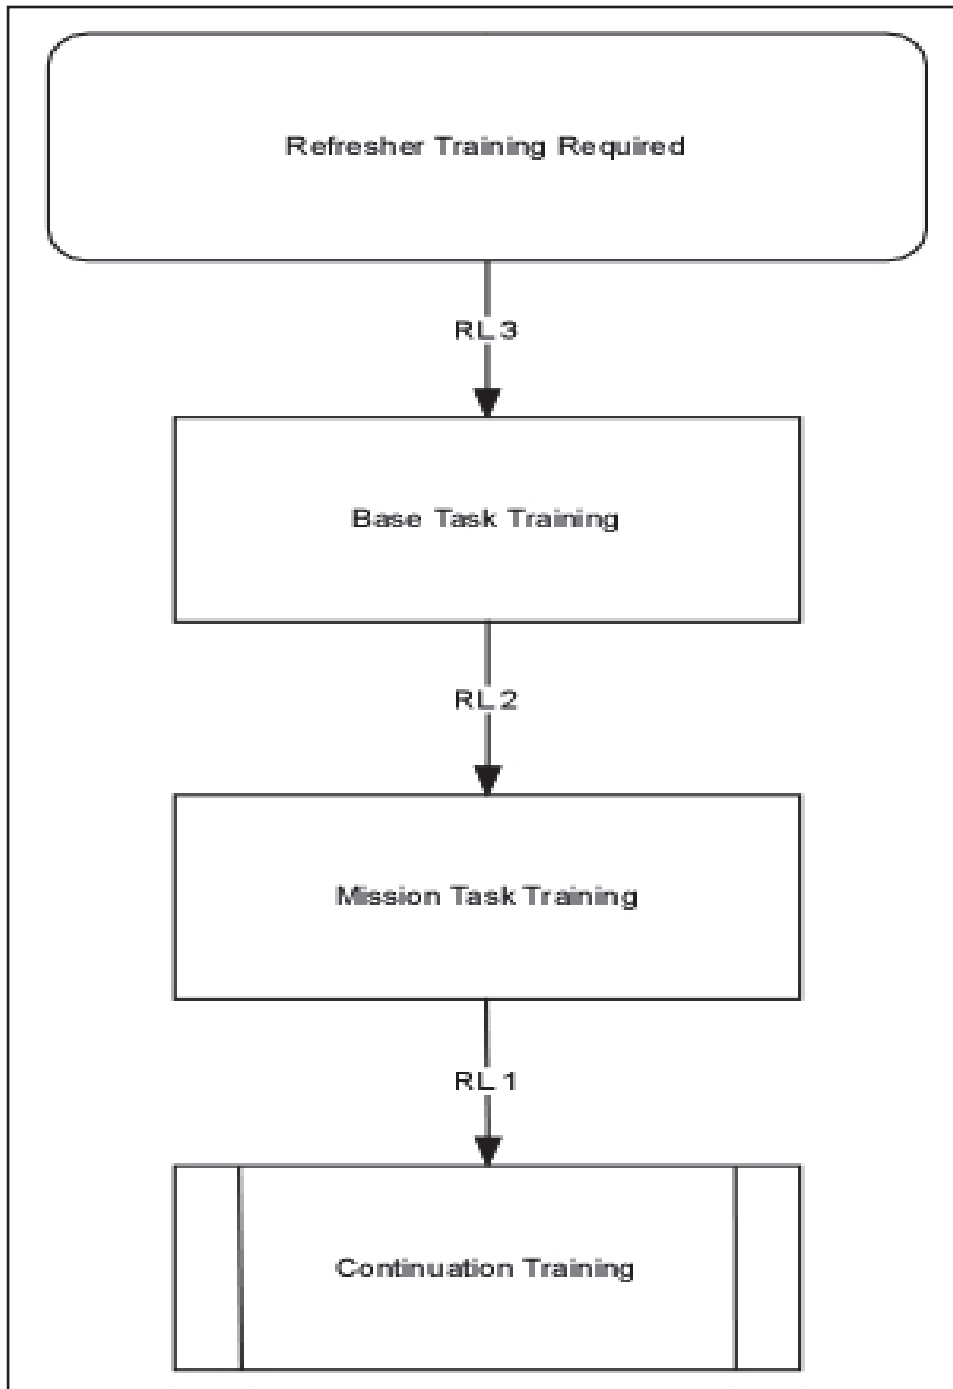 Refresher Training Required
RL 3
Base Task Training
RL 2
Mission Task Training
RL 1
Continuation Training